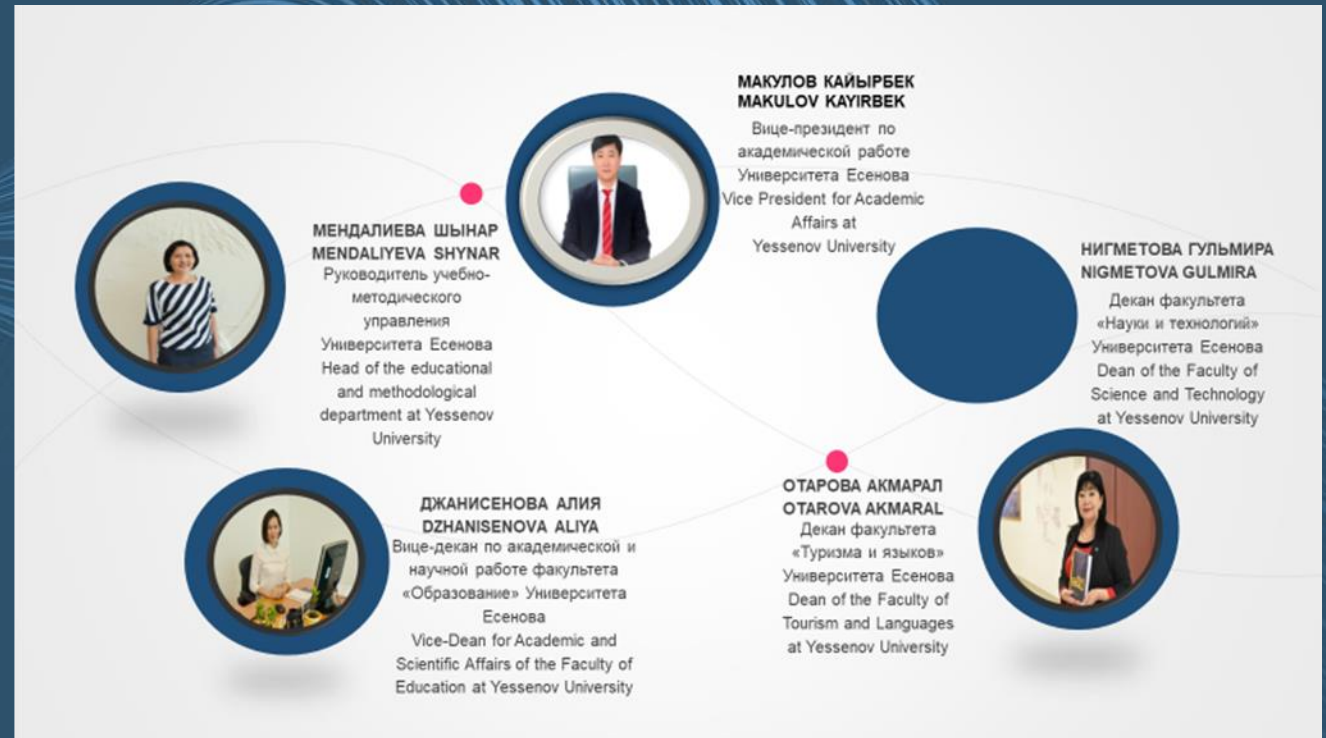 МАКУЛОВ КАЙЫРБЕК
MAKULOV KAYIRBEK
Вице-президент по
академической работе
Университета Есенова
Vice President for Academic
Affairs at
Yessenov University
МЕНДАЛИЕВА ШЫНАР
MENDALIYEVA SHYNAR
Руководитель учебно-
методического
управления
Университета Есенова
Head of the educational
and methodological
department at Yessenov
University
НИГМЕТОВА ГУЛЬМИРА
NIGMETOVA GULMIRA
Декан факультета
«Науки и технологий»
Университета Есенова
Dean of the Faculty of
Science and Technology
at Yessenov University
ДЖАНИСЕНОВА АЛИЯ
DZHANISENOVA ALIYA
Вице-декан по академической и
научной работе факультета
«Образование» Университета
Есенова
Vice-Dean for Academic and
Scientific Affairs of the Faculty of
Education at Yessenov University
ОТАРОВА АКМАРАЛ
OTAROVA AKMARAL
Декан факультета
«Туризма и языков»
Университета Есенова
Dean of the Faculty of
Tourism and Languages
at Yessenov University